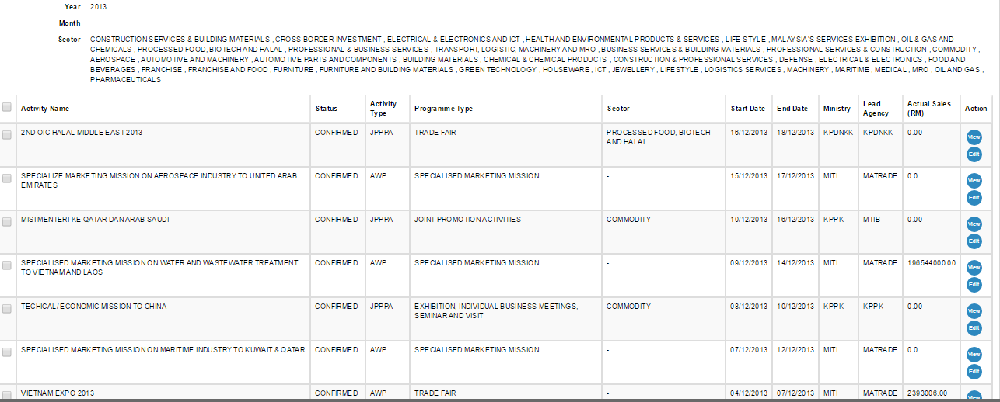 Year 2013
Month
Sector CONSTRUCTION SERVICES & BUILDING MATERIALS , CROSS BORDER INVESTMENT , ELECTRICAL & ELECTRONICS AND ICT , HEALTH AND ENVIRONMENTAL PRODUCTS & SERVICES , LIFE STYLE , MALAYSIA'S SERVICES EXHIBITION , OIL & GAS AND
CHEMICALS , PROCESSED FOOD, BIOTECH AND HALAL , PROFESSIONAL & BUSINESS SERVICES , TRANSPORT, LOGISTIC, MACHINERY AND MRO , BUSINESS SERVICES & BUILDING MATERIALS , PROFESSIONAL SERVICES & CONSTRUCTION , COMMODITY ,
AEROSPACE , AUTOMOTIVE AND MACHINERY , AUTOMOTIVE PARTS AND COMPONENTS , BUILDING MATERIALS , CHEMICAL & CHEMICAL PRODUCTS , CONSTRUCTION & PROFESSIONAL SERVICES , DEFENSE , ELECTRICAL & ELECTRONICS , FOOD AND
BEVERAGES , FRANCHISE , FRANCHISE AND FOOD , FURNITURE , FURNITURE AND BUILDING MATERIALS , GREEN TECHNOLOGY , HOUSEWARE , ICT , JEWELLERY , LIFESTYLE , LOGISTICS SERVICES , MACHINERY , MARITIME , MEDICAL , MRO , OIL AND GAS ,
PHARMACEUTICALS
Activity Name Status Activity Type Programme Type Sector Start Date End Date Ministry Lead Agency Actual Sales (RM) Action
2ND OIC HALAL MIDDLE EAST 2013 CONFIRMED JPPPA TRADE FAIR PROCESSED FOOD, BIOTECH 16/12/2013 18/12/2013 KPDNKK KPDNKK 0.00 View
AND HALAL Edit
SPECIALIZE MARKETING MISSION ON AEROSPACE INDUSTRY TO UNITED ARAB CONFIRMED AWP SPECIALISED MARKETING MISSION - 15/12/2013 17/12/2013 MITI MATRADE 0.0 View
EMIRATES Edit
MISI MENTERI KE QATAR DAN ARAB SAUDI CONFIRMED JPPPA JOINT PROMOTION ACTIVITIES COMMODITY 10/12/2013 16/12/2013 KPPK MTIB 0.00 View
Edit
SPECIALISED MARKETING MISSION ON WATER AND WASTEWATER TREATMENT CONFIRMED AWP SPECIALISED MARKETING MISSION - 09/12/2013 14/12/2013 MITI MATRADE 196544000.00 View
TO VIETNAM AND LAOS Edit
TECHICAL/ ECONOMIC MISSION TO CHINA CONFIRMED JPPPA EXHIBITION, INDIVIDUAL BUSINESS MEETINGS, COMMODITY 08/12/2013 10/12/2013 KPPK KPPK 0.00 View
SEMINAR AND VISIT Edit
SPECIALISED MARKETING MISSION ON MARITIME INDUSTRY TO KUWAIT & QATAR CONFIRMED AWP SPECIALISED MARKETING MISSION - 07/12/2013 12/12/2013 MITI MATRADE 0.0 View
Edit
VIETNAM EXPO 2013 CONFIRMED AWP TRADE FAIR - 04/12/2013 07/12/2013 MITI MATRADE 2393006.00 View